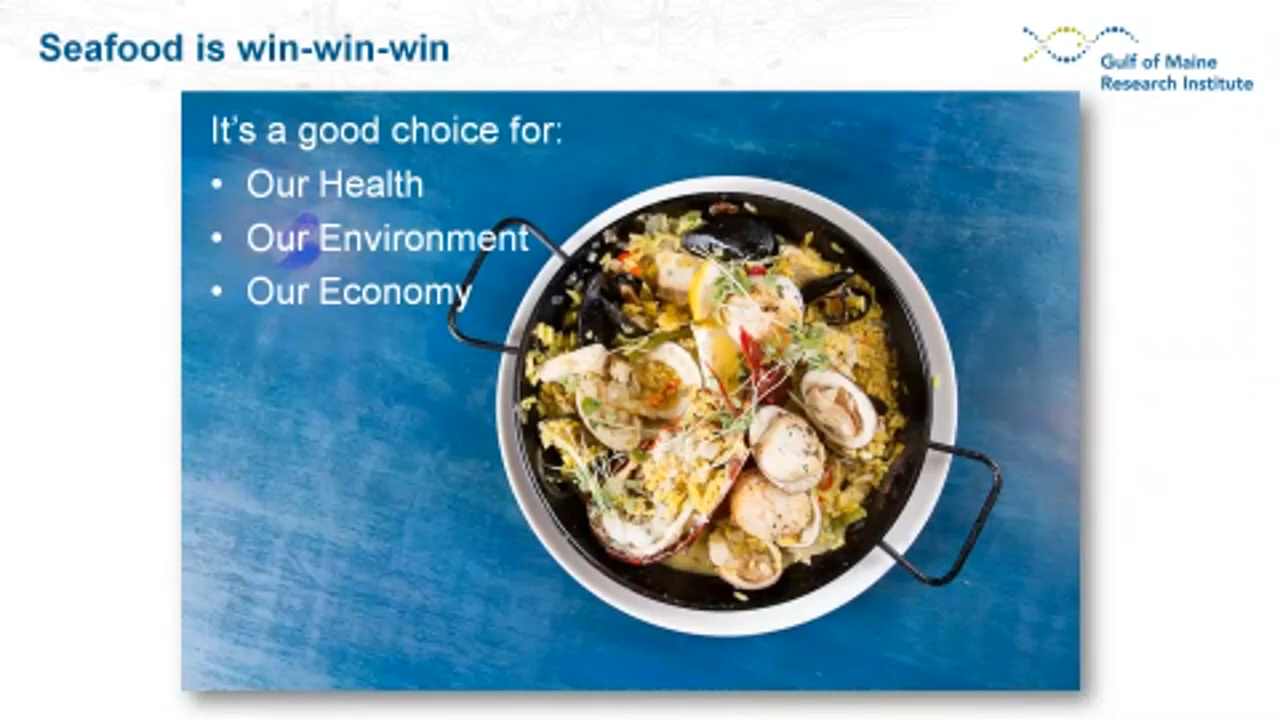 Seafood is win-win-win
Gulf of Maine
Research Institute
It's a good choice for:
• Our Health
• Our Environment
• Our Economy